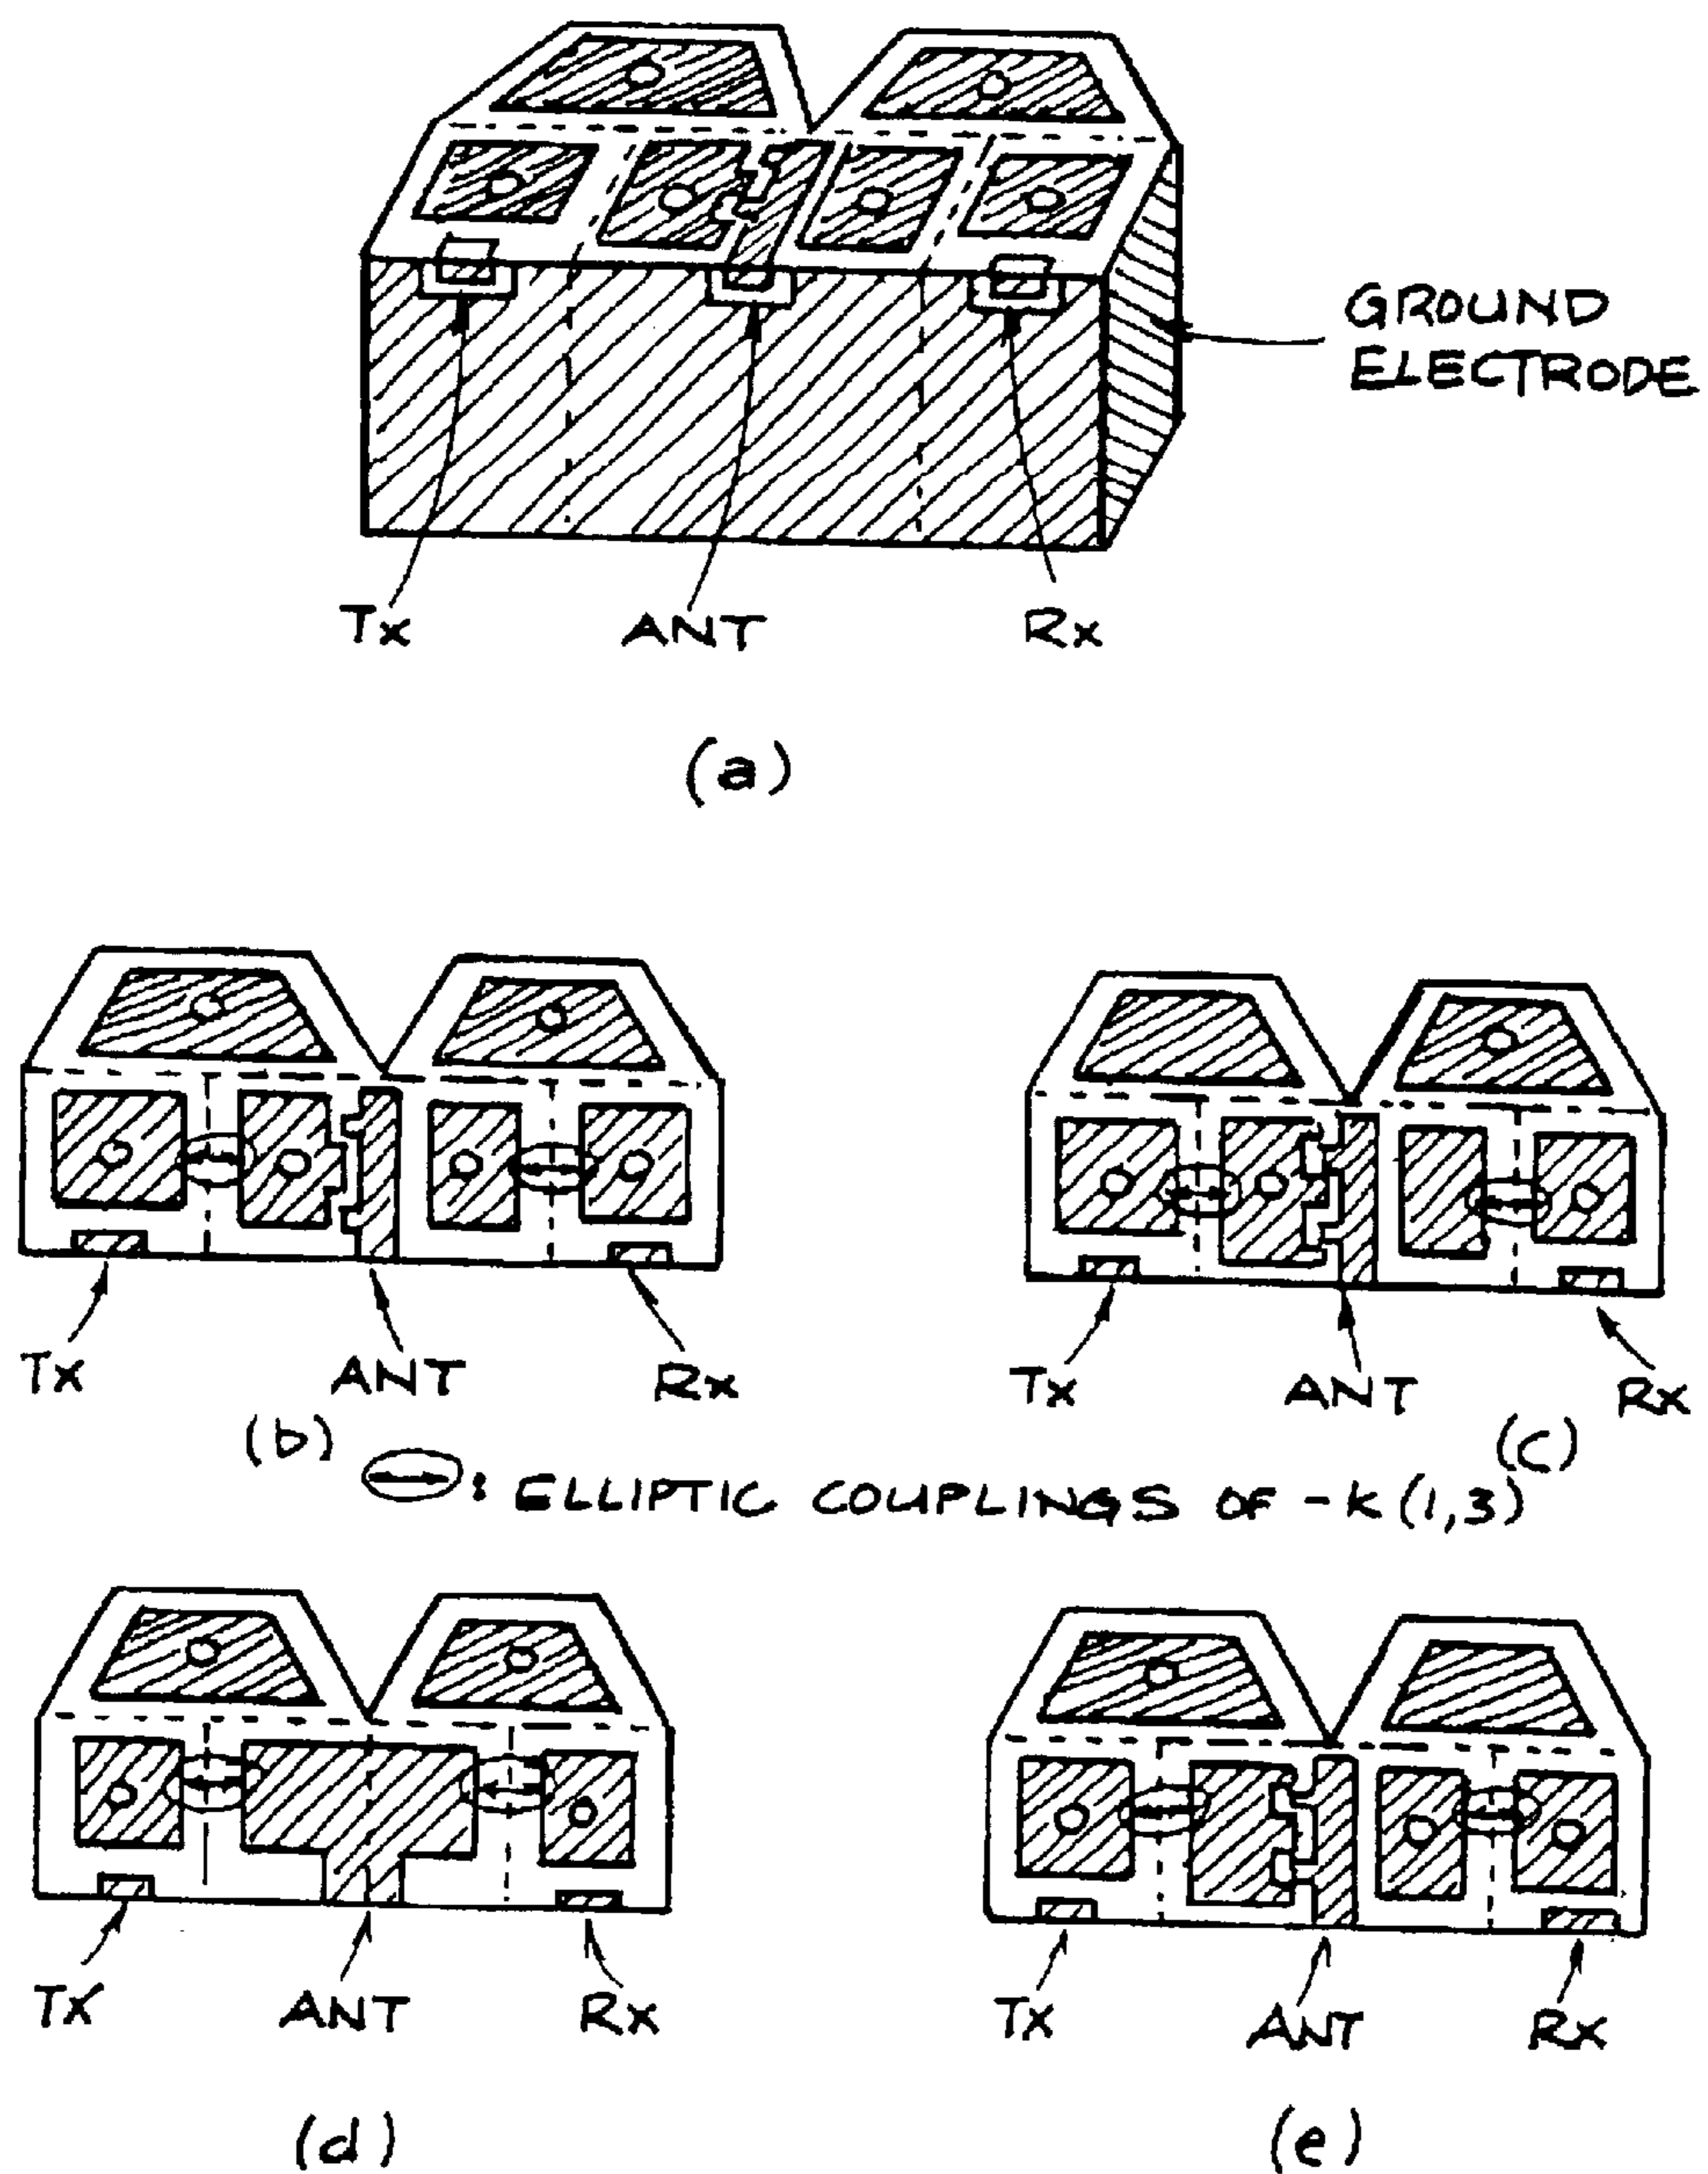 GROUND
ELECTRODE
Tx ANT Rx
(a)
Tx ANT Rx
Tx ANT Rx
(b) (c)
: ELLIPTIC COUPLINGS OF -K(1,3)
Tx ANT Rx
Tx ANT Rx
(d) (e)